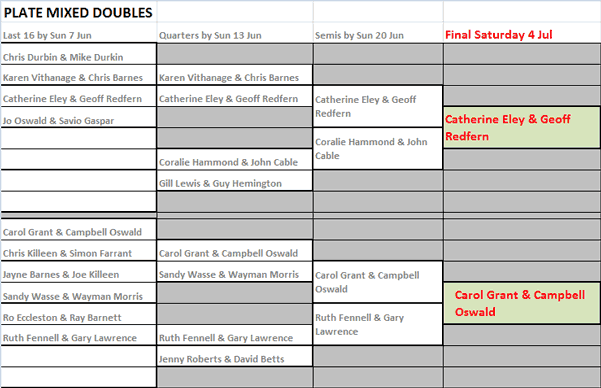 PLATE MIXED DOUBLES
Last 16 by Sun 7 Jun Quarters by Sun 13 Jun Semis by Sun 20 Jun Final Saturday 4 Jul
Chris Durbin & Mike Durkin
Karen Vithanage & Chris Barnes Karen Vithanage & Chris Barnes
Catherine Eley & Geoff Redfern Catherine Eley & Geoff Redfern Catherine Eley & Geoff
Redfern
Jo Oswald & Savio Gaspar Catherine Eley & Geoff
Redfern
Coralie Hammond & John
Cable
Coralie Hammond & John Cable
Gill Lewis & Guy Hemington
Carol Grant & Campbell Oswald
Chris Killeen & Simon Farrant Carol Grant & Campbell Oswald
Jayne Barnes & Joe Killeen Sandy Wasse & Wayman Morris Carol Grant & Campbell
Oswald
Sandy Wasse & Wayman Morris Carol Grant & Campbell
Oswald
Ro Eccleston & Ray Barnett Ruth Fennell & Gary
Lawrence
Ruth Fennell & Gary Lawrence Ruth Fennell & Gary Lawrence
Jenny Roberts & David Betts